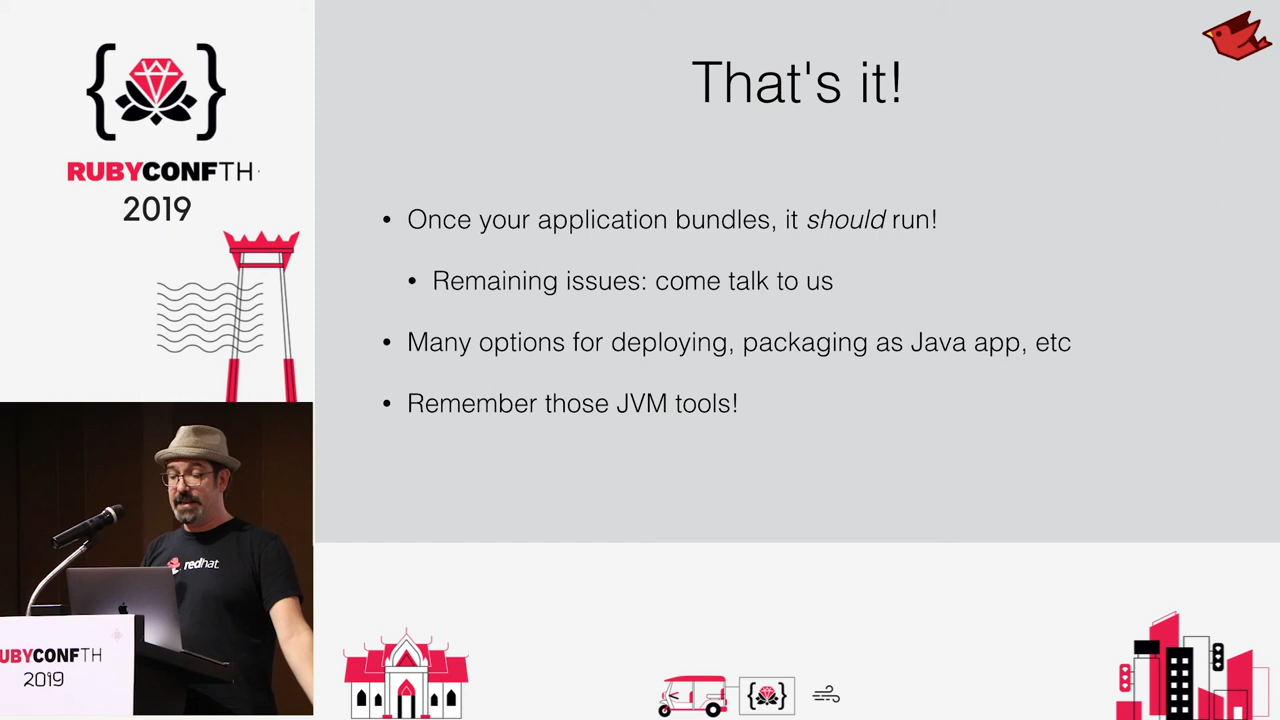 RUBYCONFTH
2019
That's it!
• Once your application bundles, it should run!
• Remaining issues: come talk to us
• Many options for deploying, packaging as Java app, etc
• Remember those JVM tools!
redhat
UBYCONFTH
2019